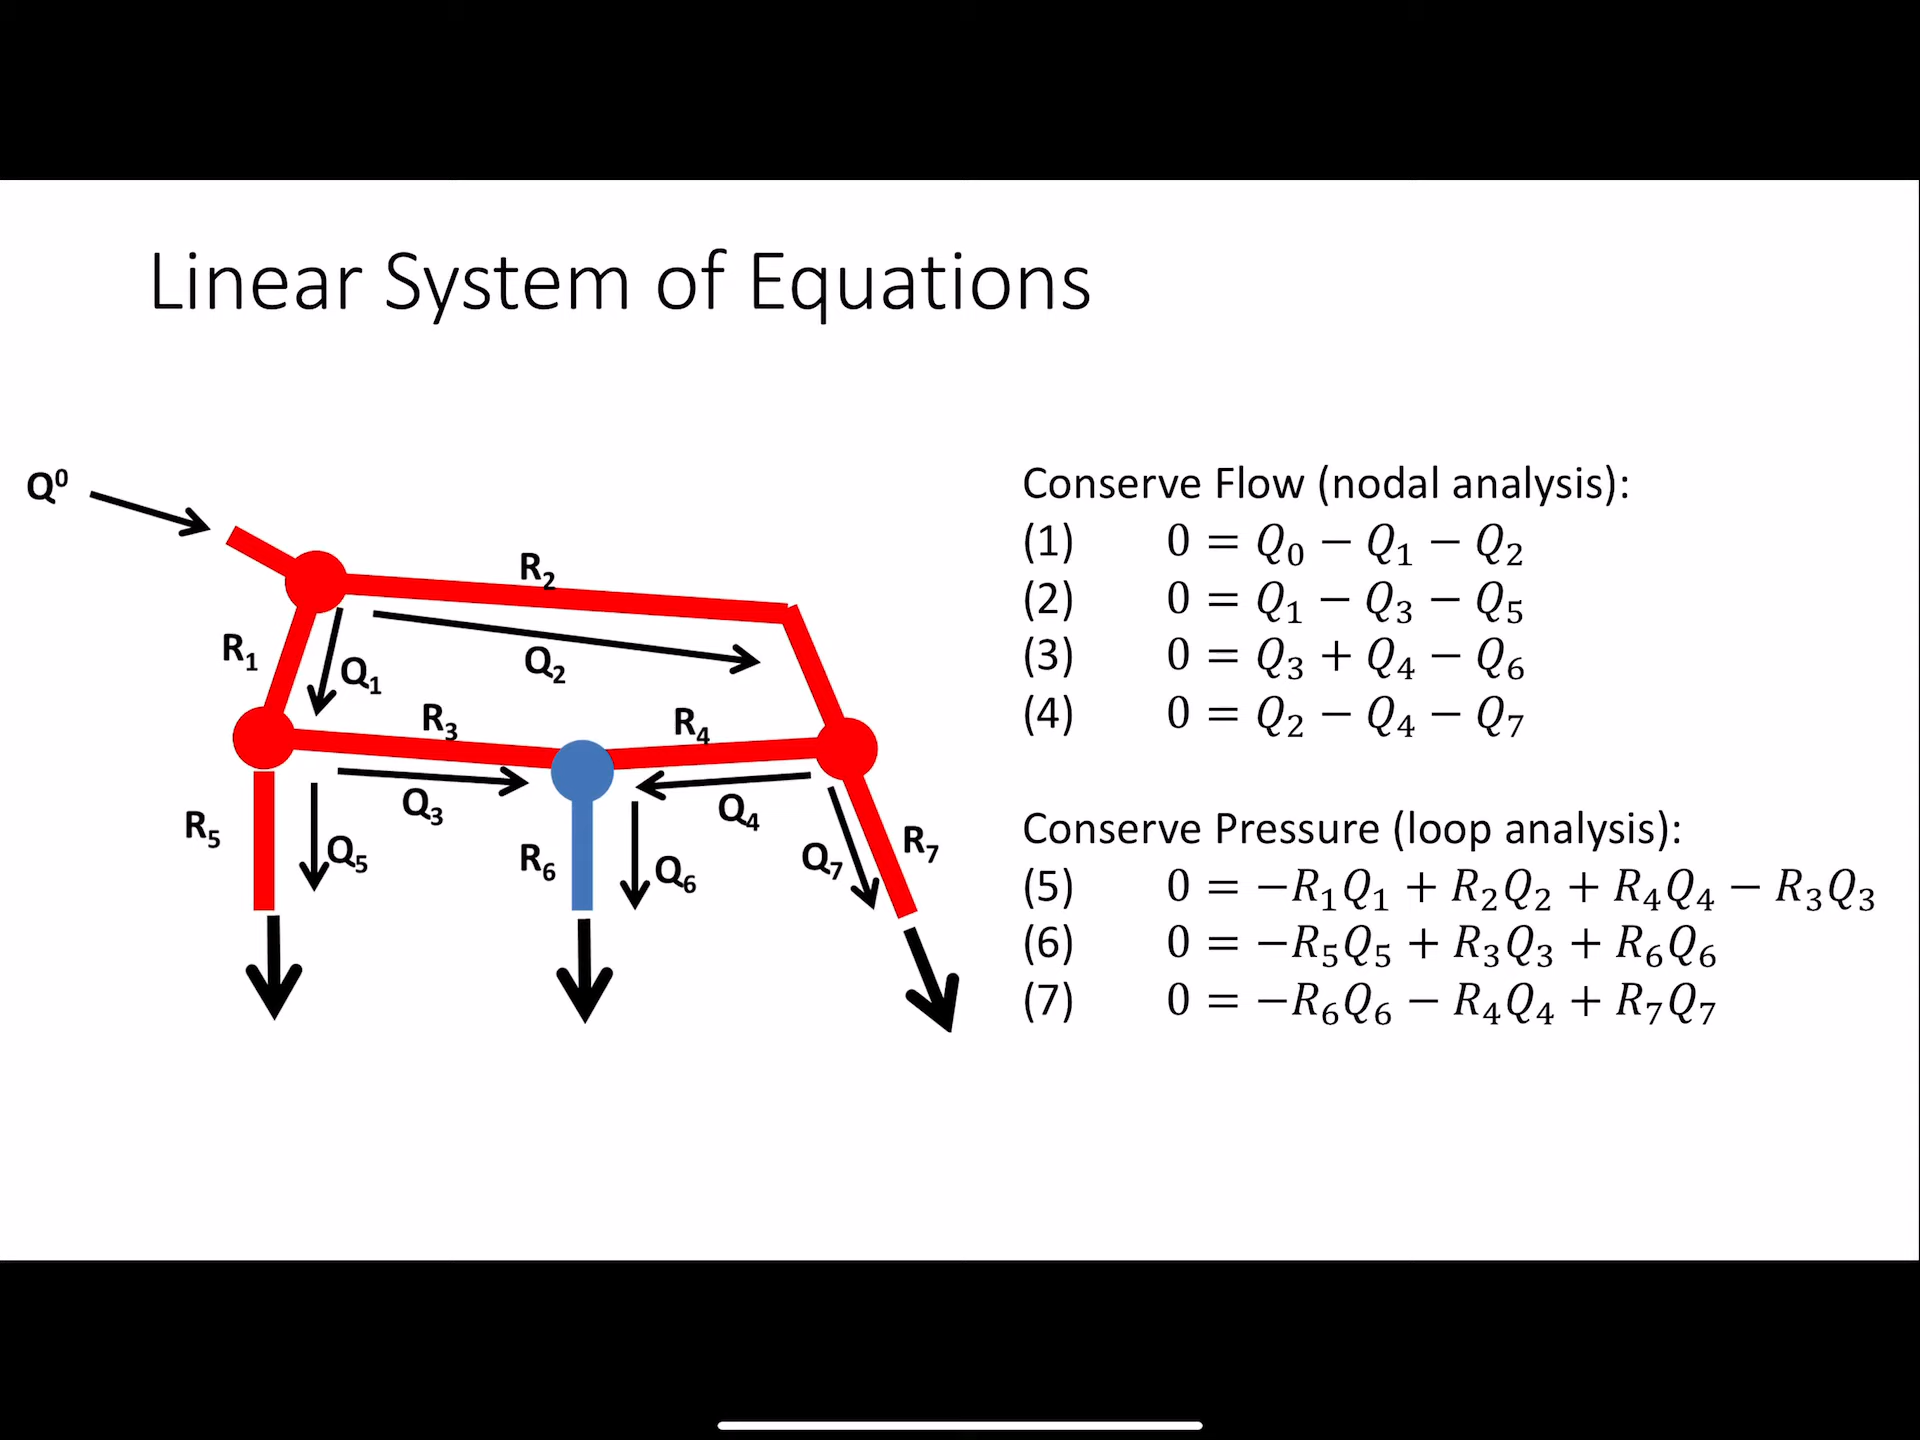 Linear System of Equations
Q⁰
R₂
R₁
Q₁
Q₂
R₃
R₄
Q₃
Q₄
R₅
Q₅
R₆
Q₆
Q₇
R₇
Conserve Flow (nodal analysis):
(1) 0 = Q₀ − Q₁ − Q₂
(2) 0 = Q₁ − Q₃ − Q₅
(3) 0 = Q₃ + Q₄ − Q₆
(4) 0 = Q₂ − Q₄ − Q₇
Conserve Pressure (loop analysis):
(5) 0 = −R₁Q₁ + R₂Q₂ + R₄Q₄ − R₃Q₃
(6) 0 = −R₅Q₅ + R₃Q₃ + R₆Q₆
(7) 0 = −R₆Q₆ − R₄Q₄ + R₇Q₇